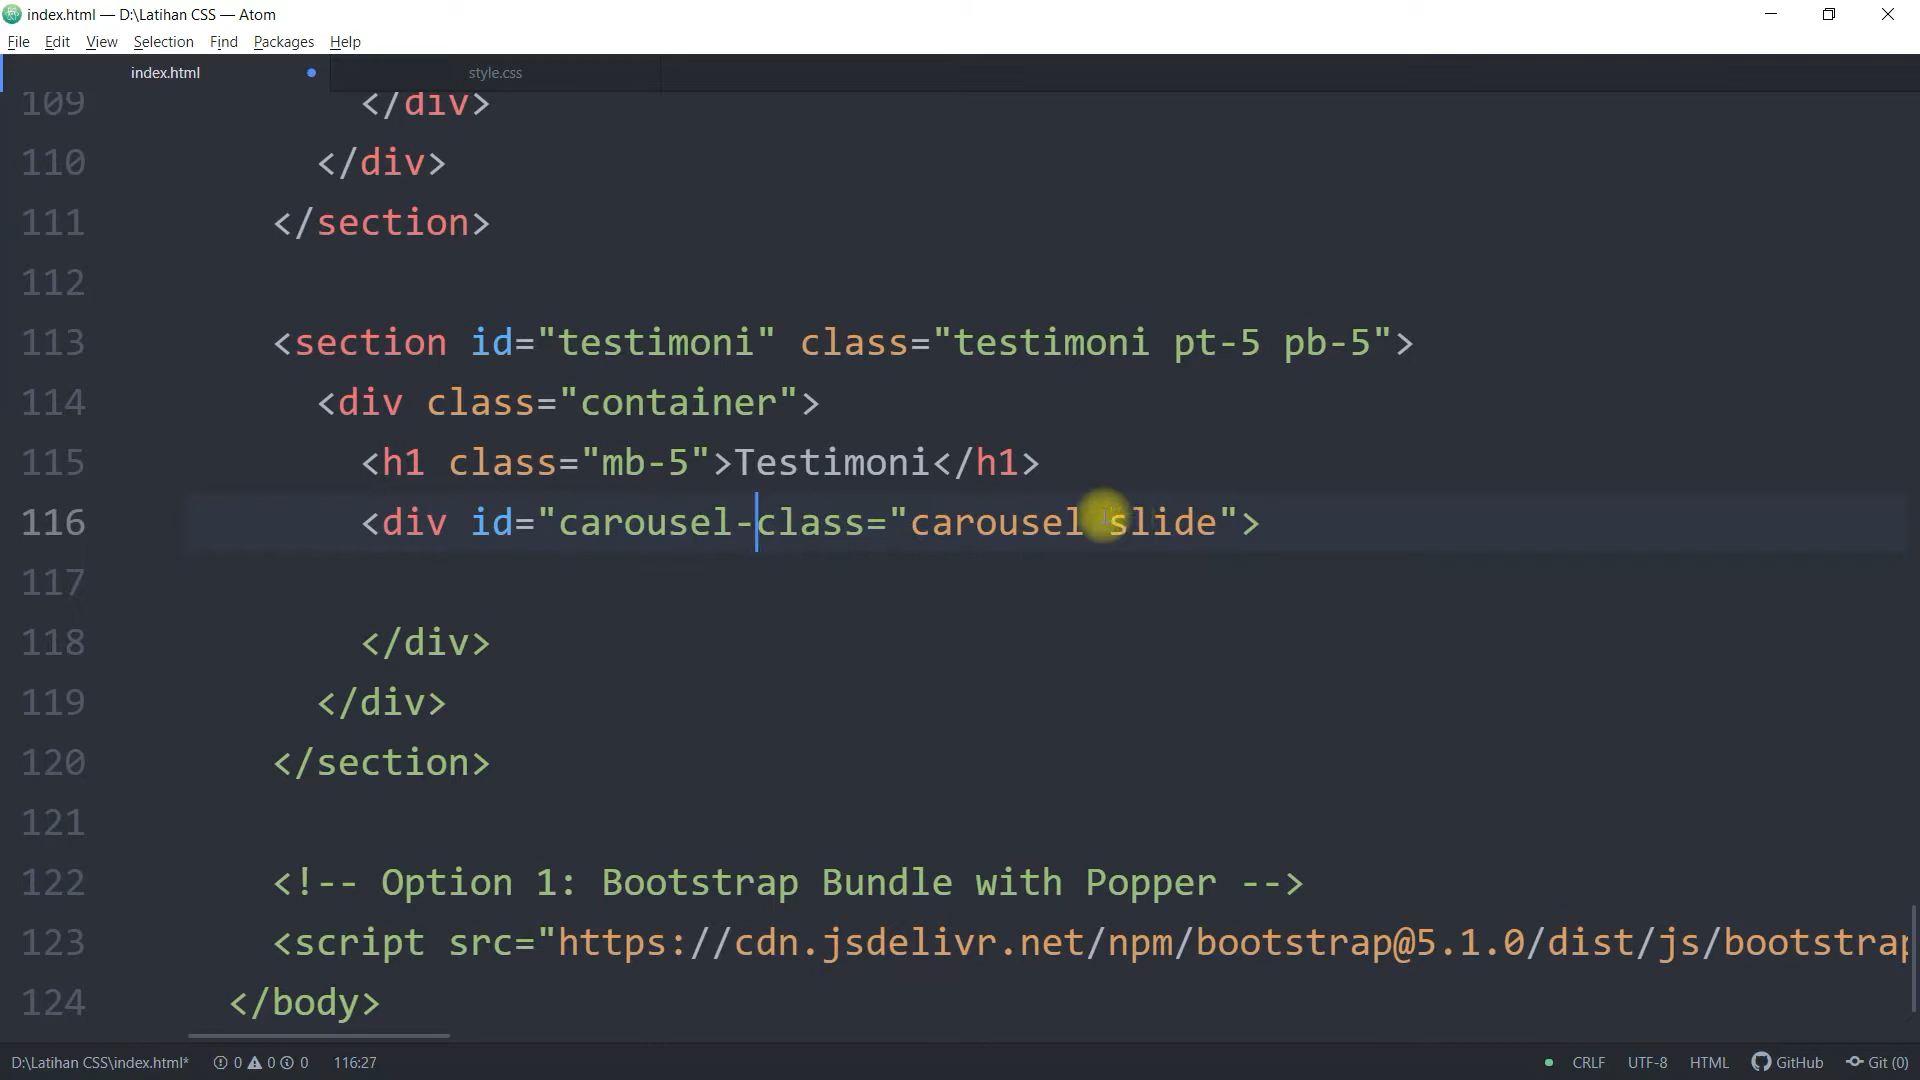 index.html — D:\Latihan CSS — Atom
File Edit View Selection Find Packages Help
index.html style.css
109 </div>
110 </div>
111 </section>
112
113 <section id="testimoni" class="testimoni pt-5 pb-5">
114 <div class="container">
115 <h1 class="mb-5">Testimoni</h1>
116 <div id="carousel-class="carousel slide">
117
118 </div>
119 </div>
120 </section>
121
122 <!-- Option 1: Bootstrap Bundle with Popper -->
123 <script src="https://cdn.jsdelivr.net/npm/bootstrap@5.1.0/dist/js/bootstrap
124 </body>
D:\Latihan CSS\index.html* 0 0 0 116:27 CRLF UTF-8 HTML GitHub Git (0)